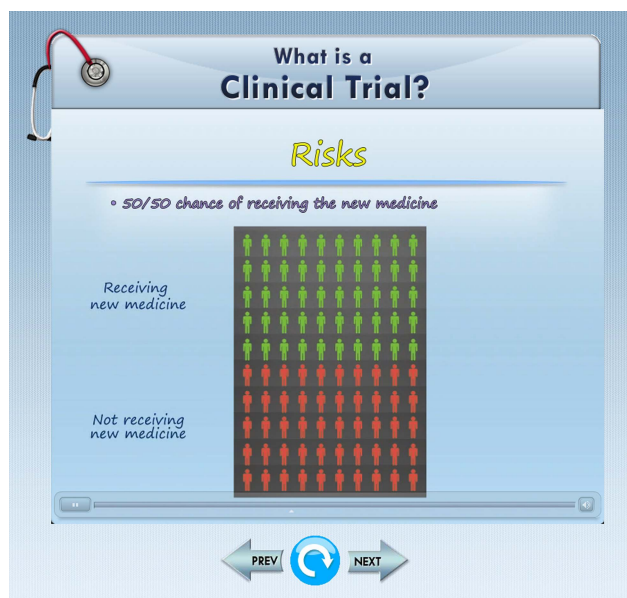 What is a
Clinical Trial?
Risks
• 50/50 chance of receiving the new medicine
Receiving
new medicine
Not receiving
new medicine
PREV
NEXT